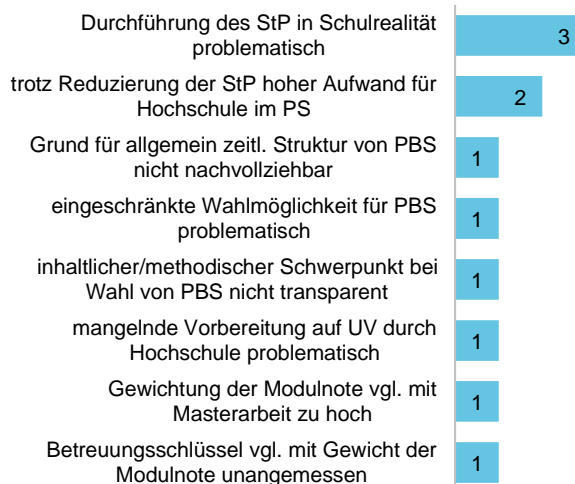 Durchführung des StP in Schulrealität
problematisch
3
trotz Reduzierung der StP hoher Aufwand für
Hochschule im PS
2
Grund für allgemein zeitl. Struktur von PBS
nicht nachvollziehbar
1
eingeschränkte Wahlmöglichkeit für PBS
problematisch
1
inhaltlicher/methodischer Schwerpunkt bei
Wahl von PBS nicht transparent
1
mangelnde Vorbereitung auf UV durch
Hochschule problematisch
1
Gewichtung der Modulnote vgl. mit
Masterarbeit zu hoch
1
Betreuungsschlüssel vgl. mit Gewicht der
Modulnote unangemessen
1